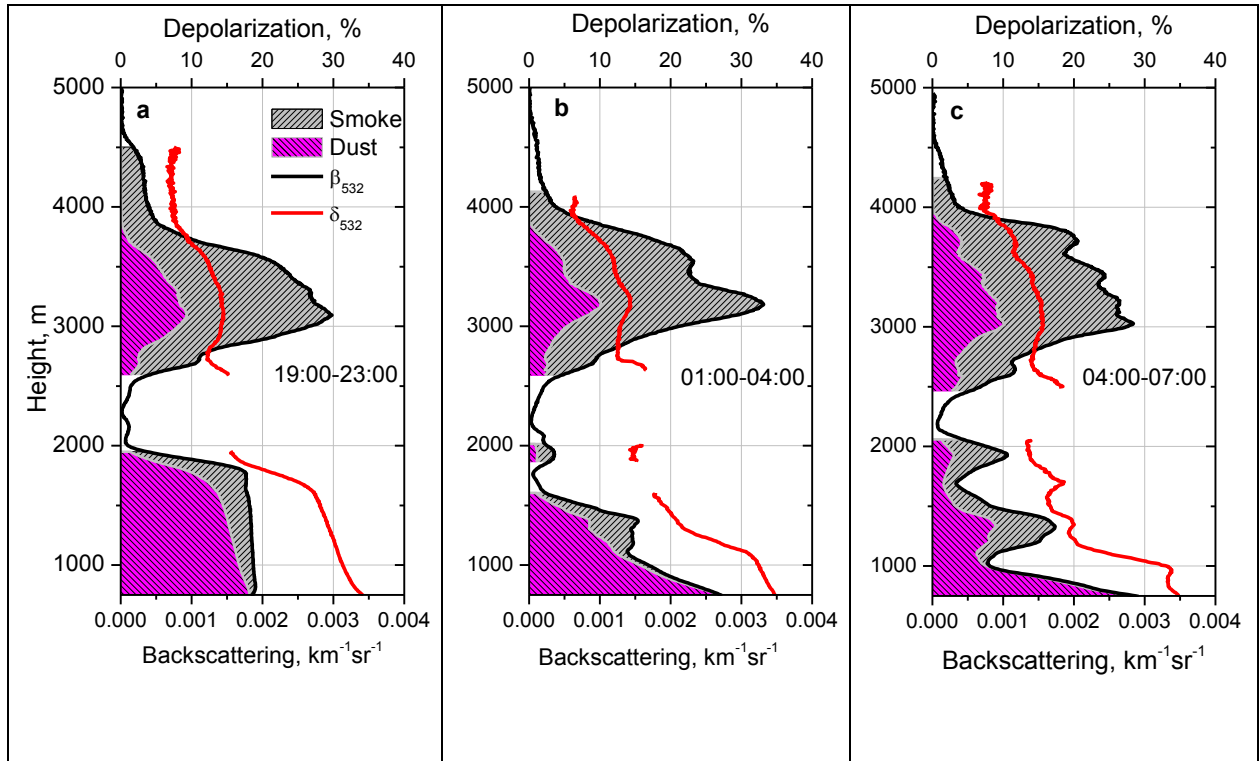 Depolarization, %
0 10 20 30 40
5000
4000
3000
2000
1000
Height, m
a
Smoke
Dust
β532
δ532
19:00-23:00
0.000 0.001 0.002 0.003 0.004
Backscattering, km-1sr-1
Depolarization, %
0 10 20 30 40
5000
4000
3000
2000
1000
b
01:00-04:00
0.000 0.001 0.002 0.003 0.004
Backscattering, km-1sr-1
Depolarization, %
0 10 20 30 40
5000
4000
3000
2000
1000
c
04:00-07:00
0.000 0.001 0.002 0.003 0.004
Backscattering, km-1sr-1